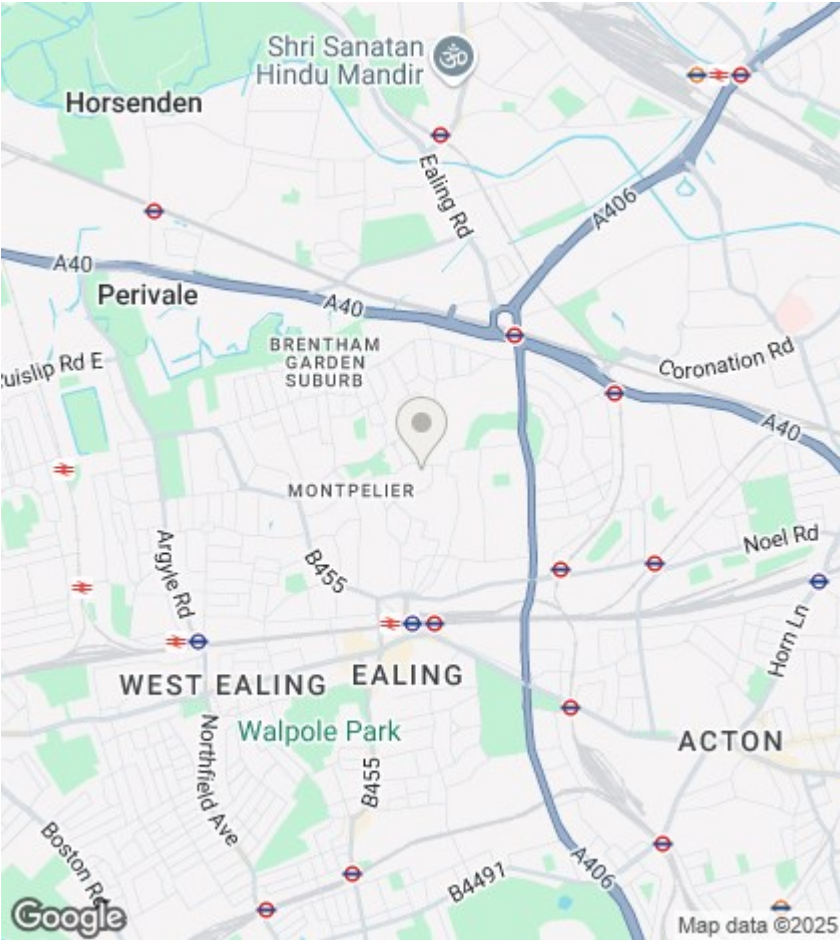 Shri Sanatan
Hindu Mandir
Horsenden
Ealing Rd
A406
A40
Perivale
A40
BRENTHAM
GARDEN
SUBURB
Coronation Rd
uislip Rd E
A40
MONTPELIER
Argyle Rd
B455
Noel Rd
Horn Ln
WEST EALING
EALING
Walpole Park
ACTON
Northfield Ave
B455
Boston Rd
B4491
A406
Google
Map data ©2025